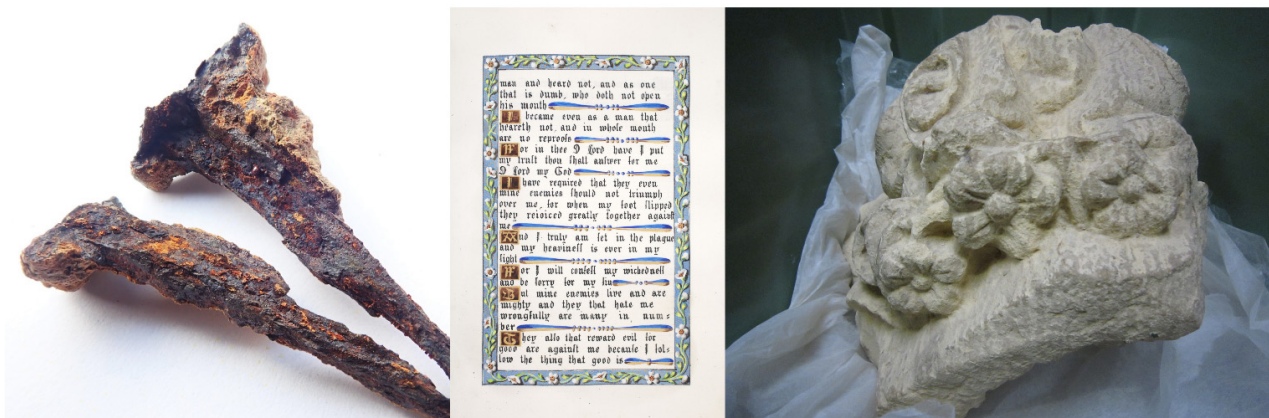 man and heard not, and as one
that is dumb, who doth not open
his mouth
I became even as a man that
heareth not, and in whose mouth
are no reproofs
For in thee O Lord have I put
my trust thou shalt answer for me
O Lord my God
I have required that they even
mine enemies should not triumph
over me, for when my foot slipped
they rejoiced greatly together against
me
And I truly am set in the plague
and my heaviness is ever in my
sight
For I will confess my wickedness
and be sorry for my sin
But mine enemies live and are
mighty and they that hate me
wrongfully are many in num=
ber
They also that reward evil for
good are against me because I fol=
low the thing that good is